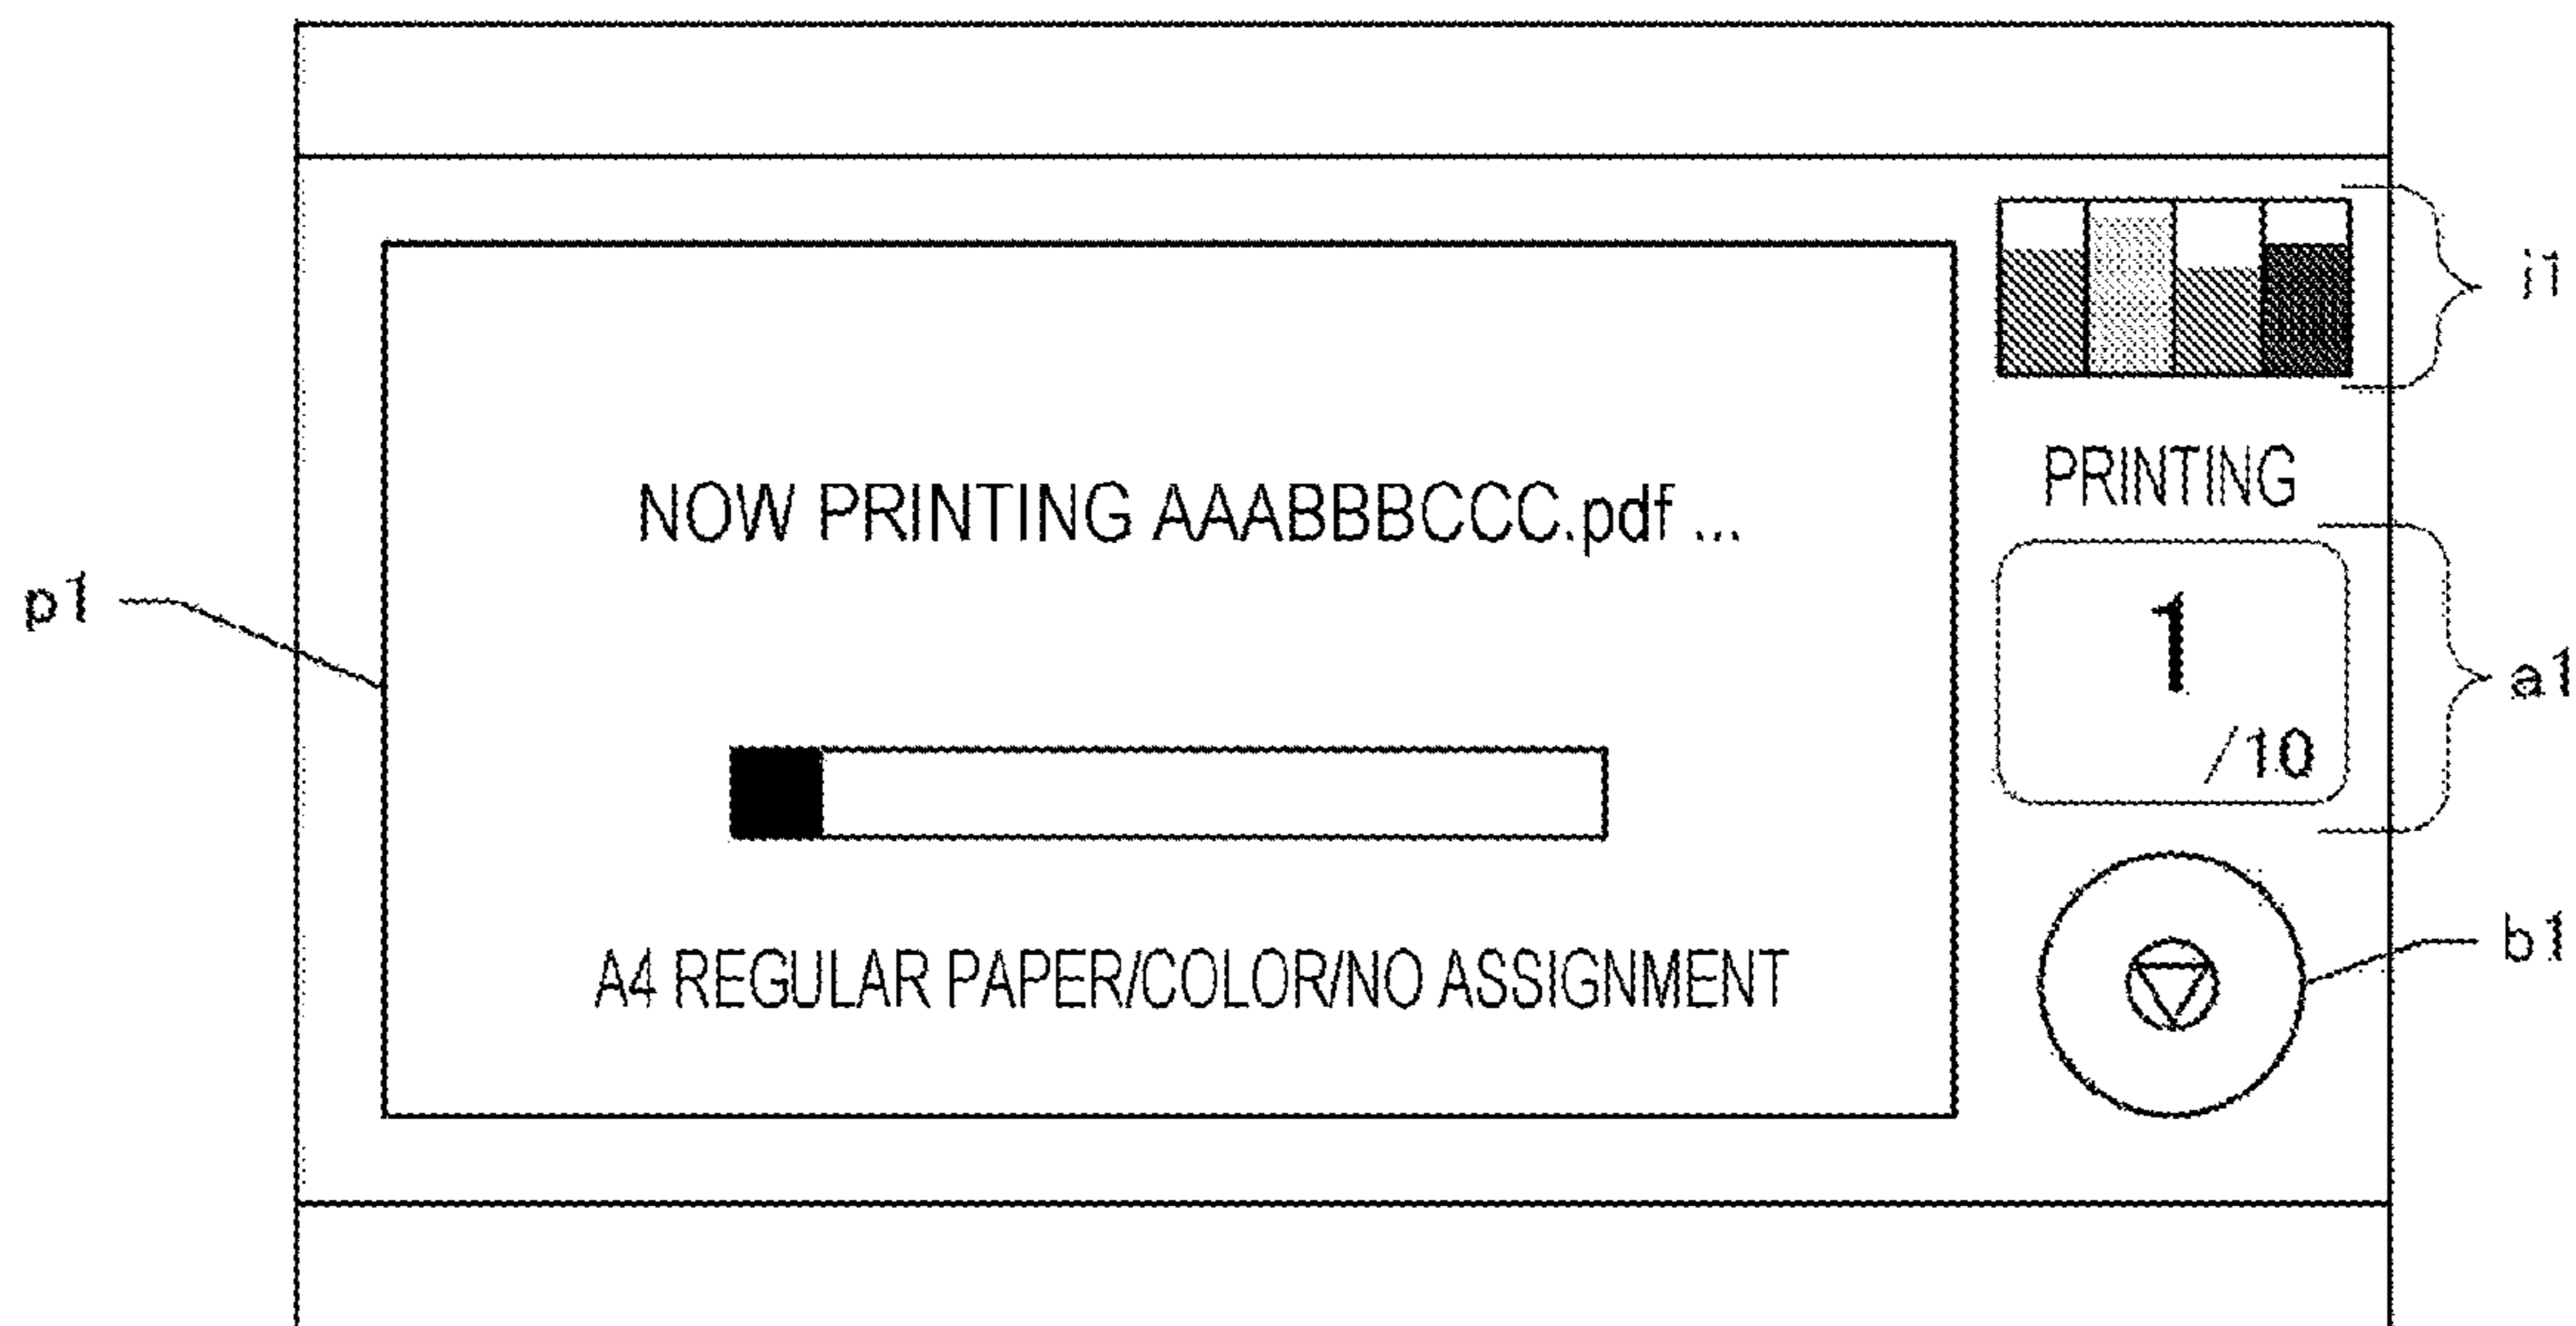 i1
PRINTING
NOW PRINTING AAABBBCCC.pdf ...
p1
1
/10
a1
b1
A4 REGULAR PAPER/COLOR/NO ASSIGNMENT